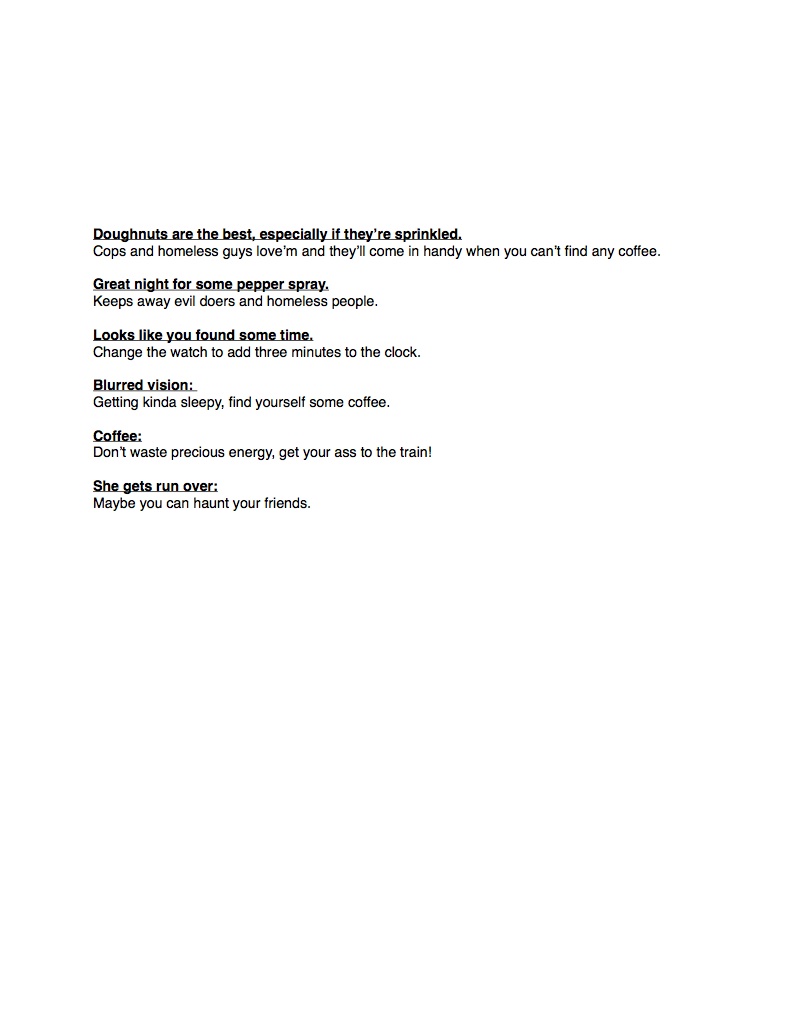 Doughnuts are the best, especially if they're sprinkled.
Cops and homeless guys love'm and they'll come in handy when you can't find any coffee.
Great night for some pepper spray.
Keeps away evil doers and homeless people.
Looks like you found some time.
Change the watch to add three minutes to the clock.
Blurred vision:
Getting kinda sleepy, find yourself some coffee.
Coffee:
Don't waste precious energy, get your ass to the train!
She gets run over:
Maybe you can haunt your friends.